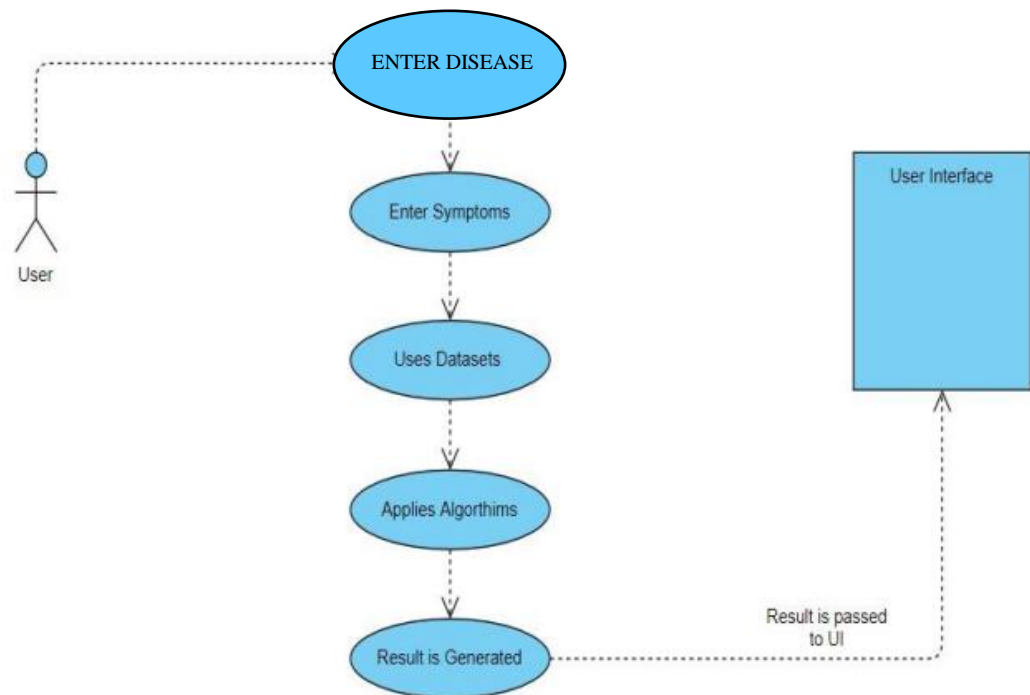 ENTER DISEASE
User Interface
Enter Symptoms
User
Uses Datasets
Applies Algorthims
Result is passed
to UI
Result is Generated